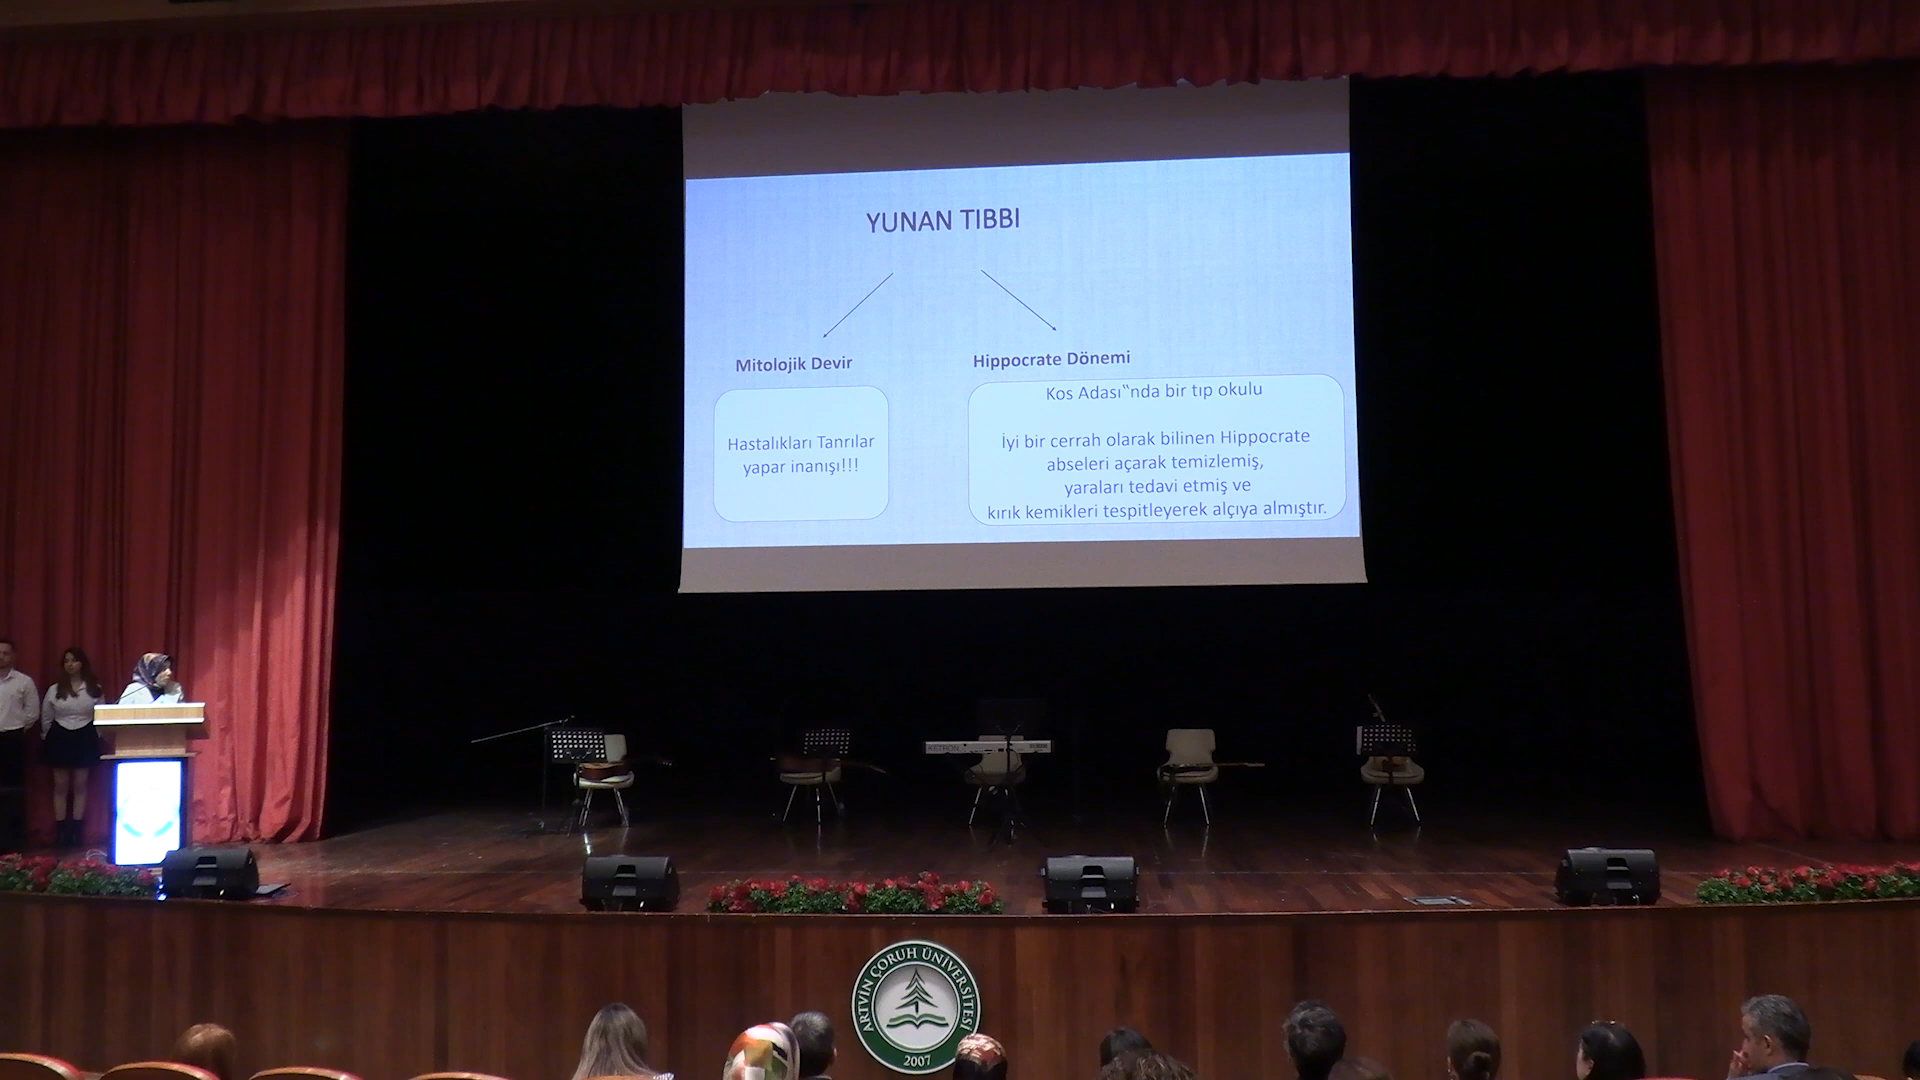 YUNAN TIBBI
Mitolojik Devir
Hastalıkları Tanrılar
yapar inanışı!!!
Hippocrate Dönemi
Kos Adası‟nda bir tıp okulu
İyi bir cerrah olarak bilinen Hippocrate
abseleri açarak temizlemiş,
yaraları tedavi etmiş ve
kırık kemikleri tespitleyerek alçıya almıştır.
KETRON
ARTVİN ÇORUH ÜNİVERSİTESİ
2007